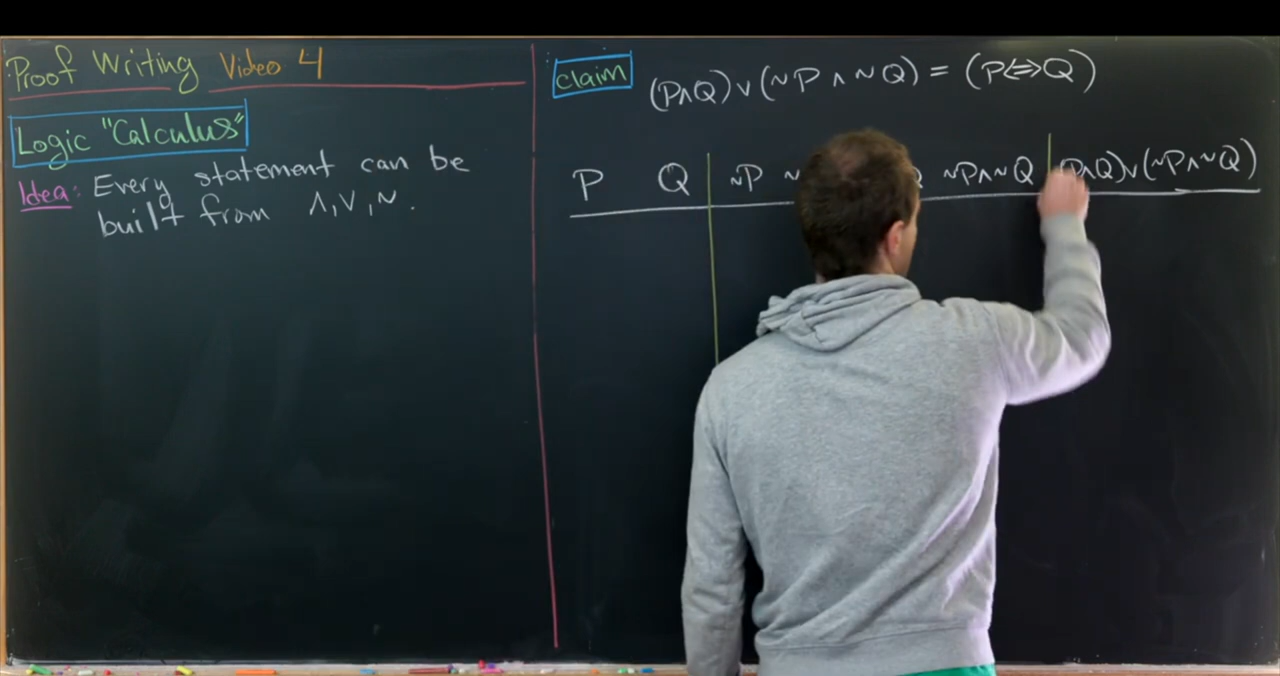 Proof Writing Video 4
Logic "Calculus"
Idea: Every statement can be
built from ∧, ∨, ~.
claim (P∧Q)∨(~P ∧ ~Q) = (P⇔Q)
P Q ~P ~ Q ~P∧~Q (P∧Q)∨(~P∧~Q)